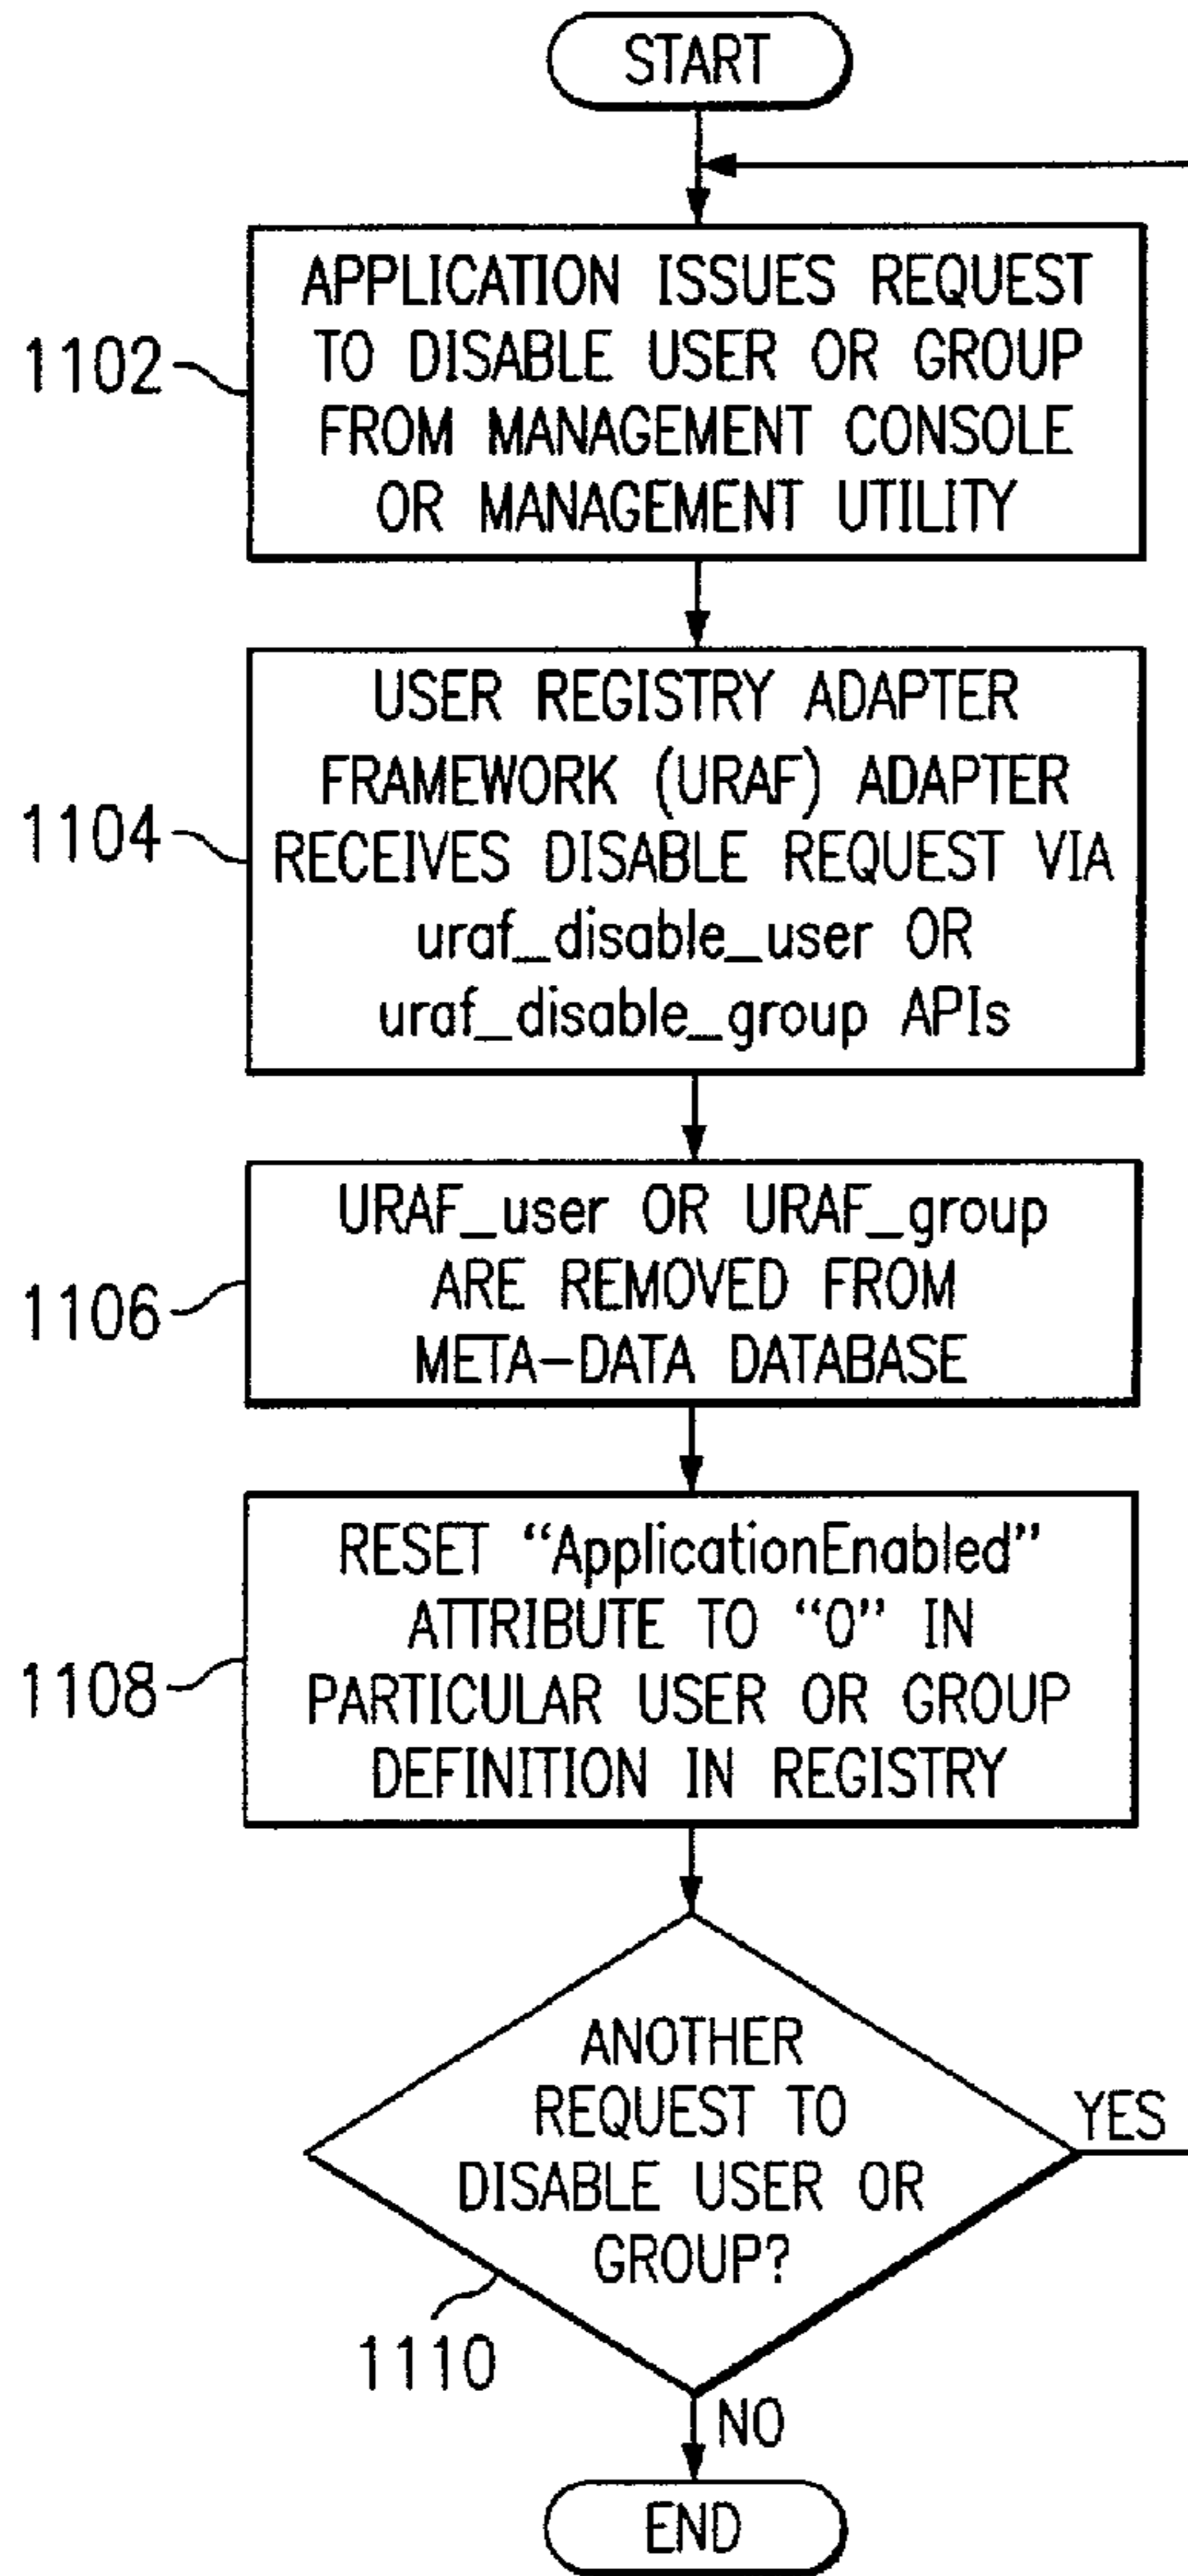 START
APPLICATION ISSUES REQUEST
TO DISABLE USER OR GROUP
FROM MANAGEMENT CONSOLE
OR MANAGEMENT UTILITY
1102
USER REGISTRY ADAPTER
FRAMEWORK (URAF) ADAPTER
RECEIVES DISABLE REQUEST VIA
uraf_disable_user OR
uraf_disable_group APIs
1104
URAF_user OR URAF_group
ARE REMOVED FROM
META-DATA DATABASE
1106
RESET “ApplicationEnabled”
ATTRIBUTE TO “0” IN
PARTICULAR USER OR GROUP
DEFINITION IN REGISTRY
1108
ANOTHER
REQUEST TO
DISABLE USER OR
GROUP?
YES
1110
NO
END